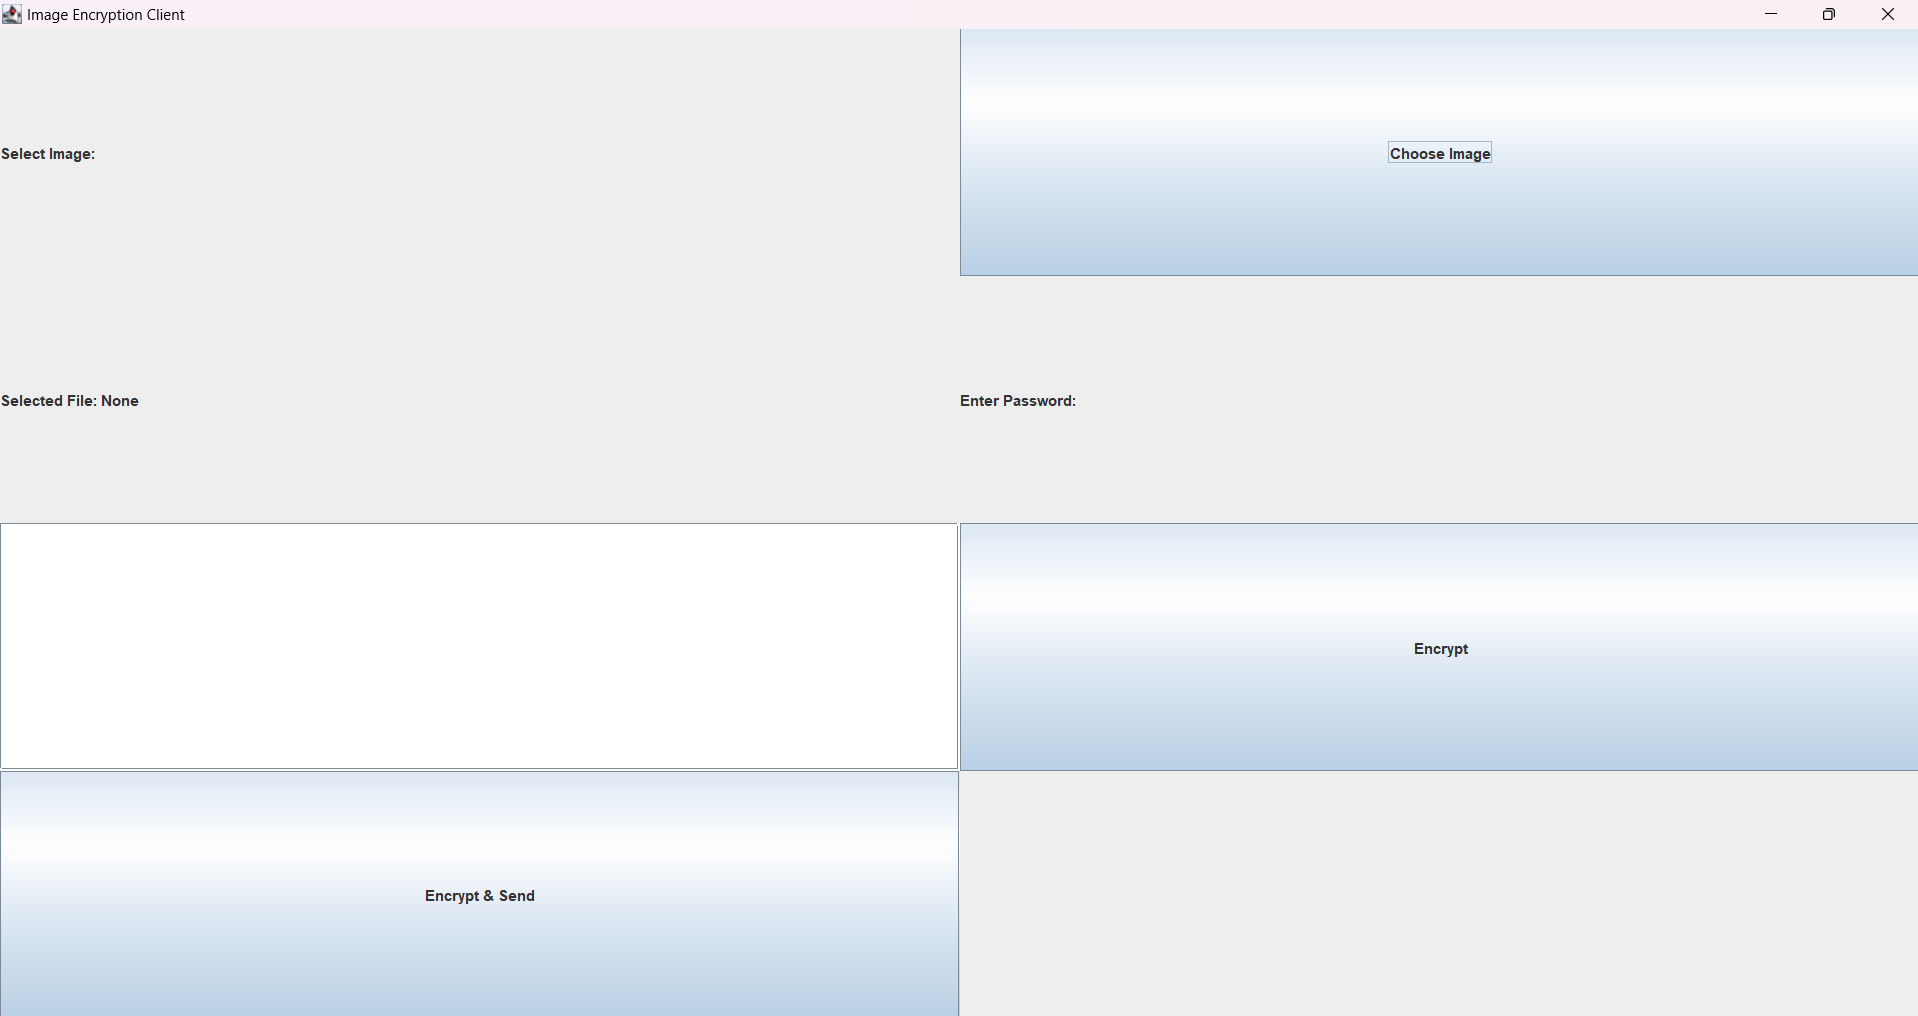 Image Encryption Client
Select Image:
Choose Image
Selected File: None
Enter Password:
Encrypt
Encrypt & Send